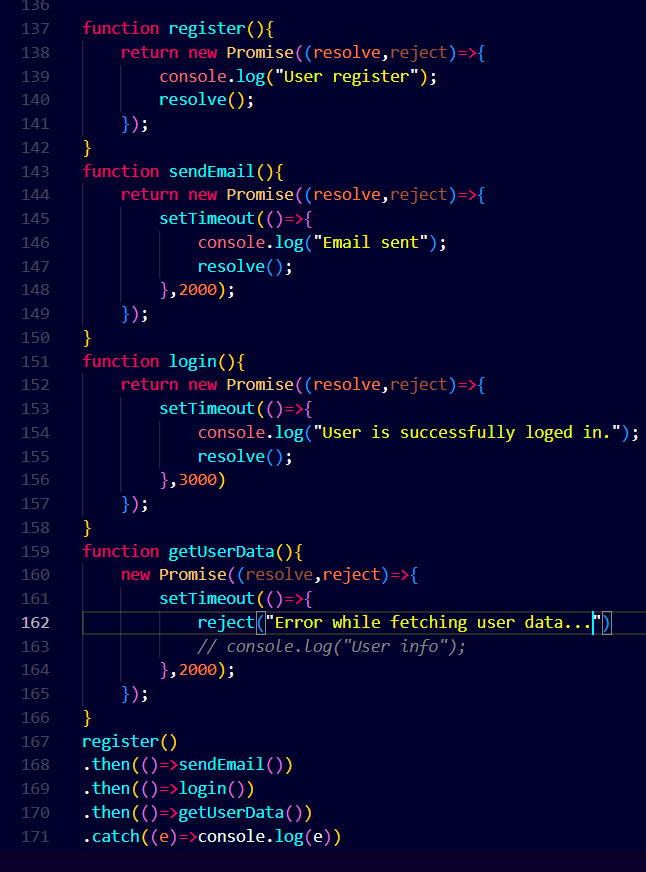 136
137 function register(){
138     return new Promise((resolve,reject)=>{
139         console.log("User register");
140         resolve();
141     });
142 }
143 function sendEmail(){
144     return new Promise((resolve,reject)=>{
145         setTimeout(()=>{
146             console.log("Email sent");
147             resolve();
148         },2000);
149     });
150 }
151 function login(){
152     return new Promise((resolve,reject)=>{
153         setTimeout(()=>{
154             console.log("User is successfully loged in.");
155             resolve();
156         },3000)
157     });
158 }
159 function getUserData(){
160     new Promise((resolve,reject)=>{
161         setTimeout(()=>{
162             reject("Error while fetching user data...")
163             // console.log("User info");
164         },2000);
165     });
166 }
167 register()
168 .then(()=>sendEmail())
169 .then(()=>login())
170 .then(()=>getUserData())
171 .catch((e)=>console.log(e))